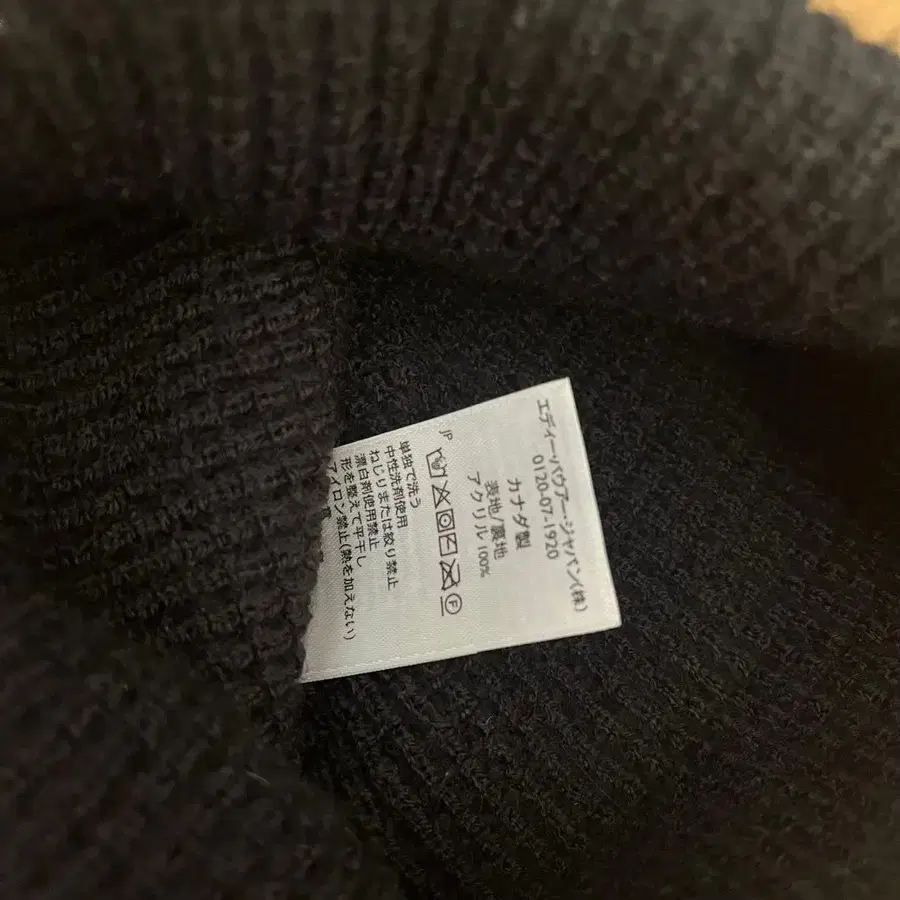 エディー・バウアー・ジャパン(株)
0120-07-1920
カナダ製
表地/裏地
アクリル 100%
JP
単独で洗う
中性洗剤使用
ねじりまたは絞り禁止
漂白剤使用禁止
形を整えて平干し
アイロン禁止(熱を加えない)